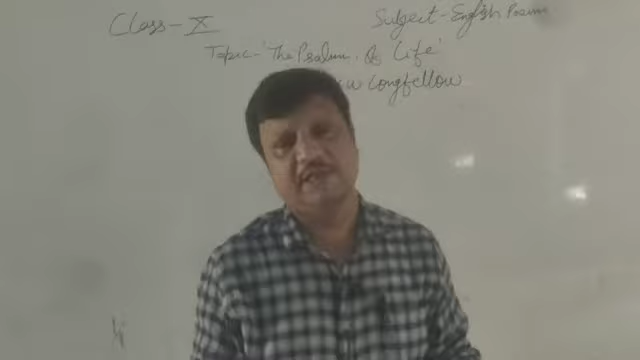 Class-X
Subject-English Poem
Topic-'The Psalm of Life'
W Longfellow